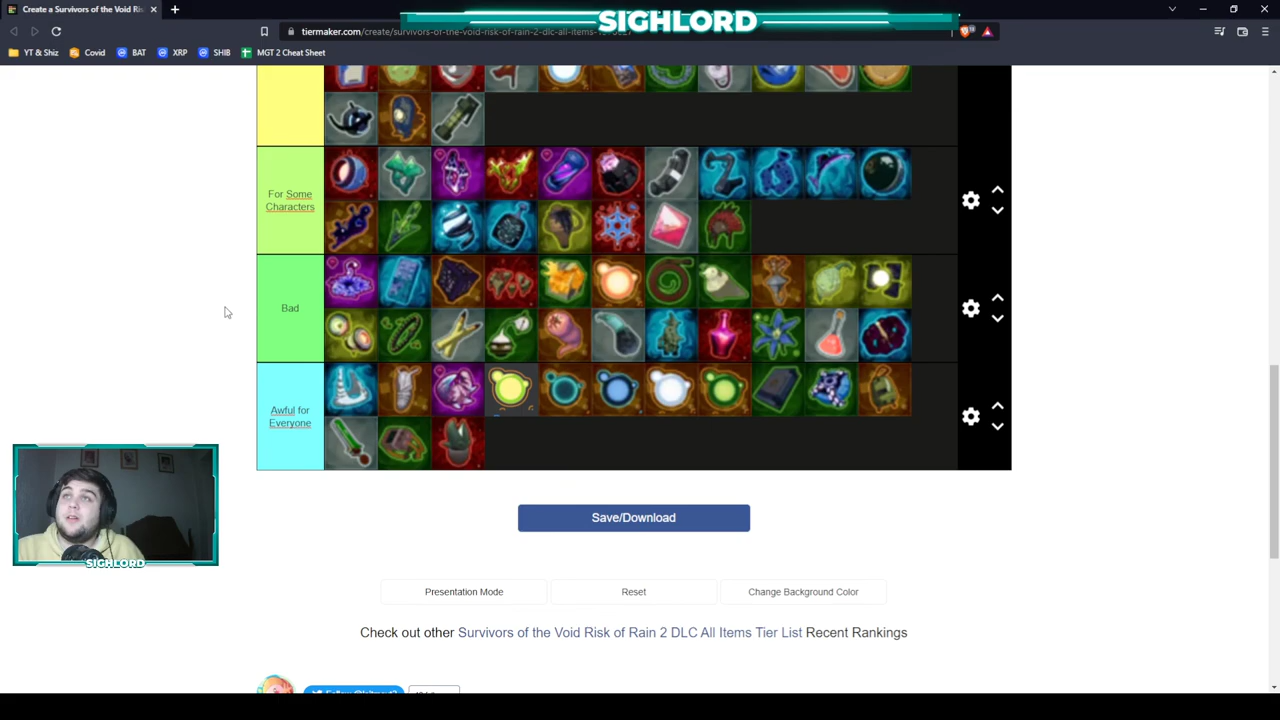 Create a Survivors of the Void Ris
SIGHLORD
tiermaker.com/create/survivors-of-the-void-risk-of-rain-2-dlc-all-items-
YT & Shiz
Covid
BAT
XRP
SHIB
MGT 2 Cheat Sheet
For Some
Characters
Bad
Awful for
Everyone
Save/Download
SIGHLORD
Presentation Mode
Reset
Change Background Color
Check out other Survivors of the Void Risk of Rain 2 DLC All Items Tier List Recent Rankings